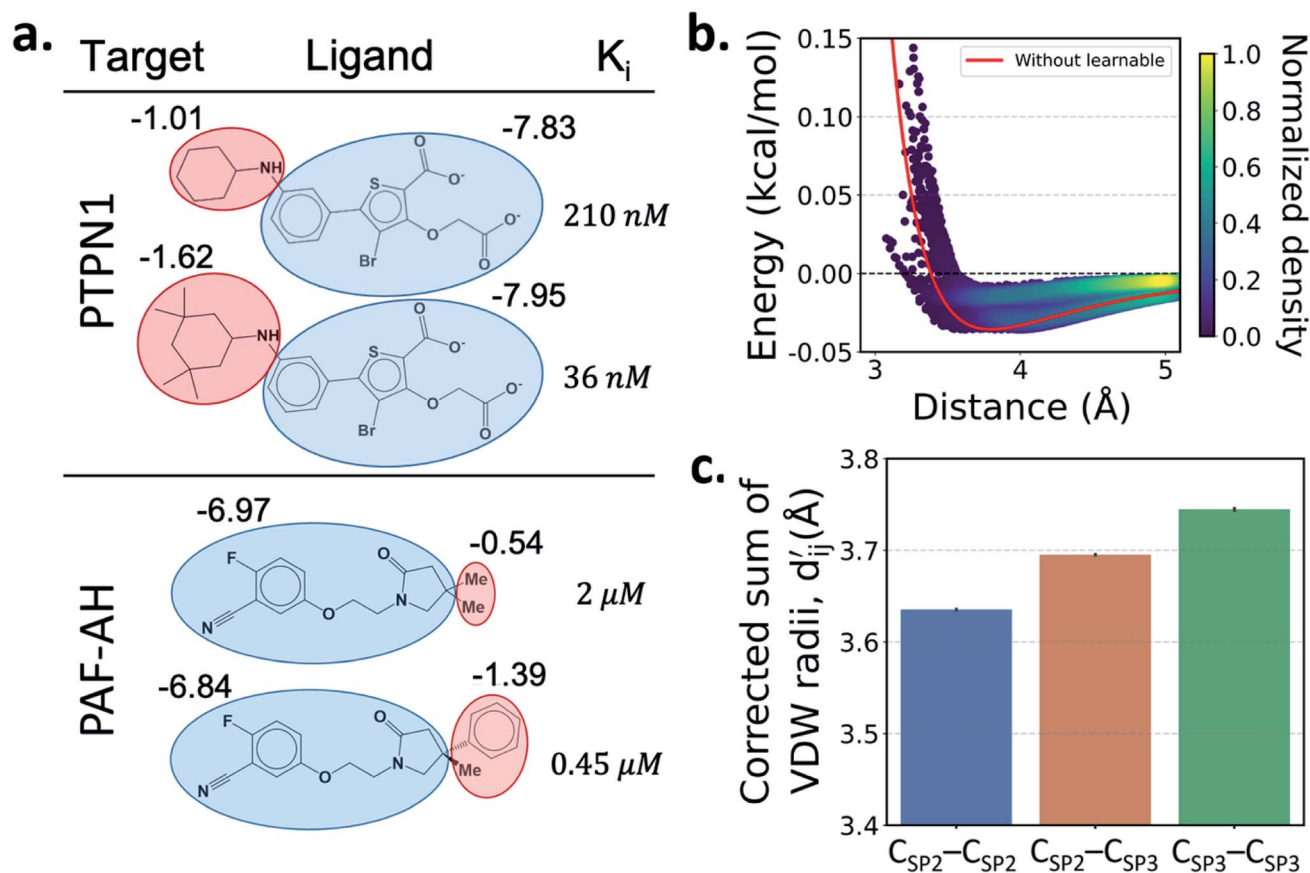 a.
Target Ligand Ki
PTPN1
-1.01
-7.83
NH
S
O
O-
O
O-
O
Br
210 nM
-1.62
-7.95
NH
S
O
O-
O
O-
O
Br
36 nM
PAF-AH
-6.97
-0.54
F
O
N
Me
Me
O
N
2 μM
-6.84
-1.39
F
O
N
Me
O
N
0.45 μM
b.
Energy (kcal/mol)
0.15
0.10
0.05
0.00
-0.05
Without learnable
3 4 5
Distance (Å)
1.0
0.8
0.6
0.4
0.2
0.0
Normalized density
c.
Corrected sum of
VDW radii, d′ij(Å)
3.8
3.7
3.6
3.5
3.4
CSP2–CSP2 CSP2–CSP3 CSP3–CSP3